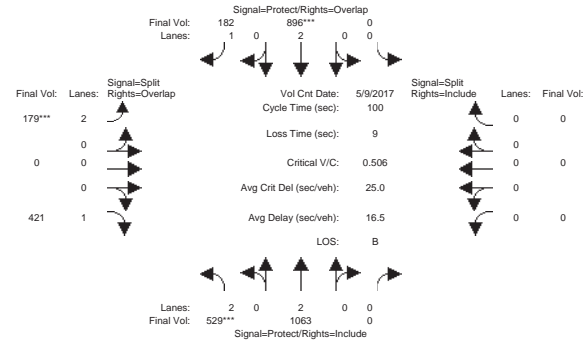 Signal=Protect/Rights=Overlap
Final Vol: 182 896*** 0
Lanes: 1 0 2 0 0
Signal=Split
Final Vol: Lanes: Rights=Overlap
Vol Cnt Date: 5/9/2017
Signal=Split
Rights=Include Lanes: Final Vol:
179*** 2
Cycle Time (sec): 100
0 0
0
Loss Time (sec): 9
0
0 0
Critical V/C: 0.506
0 0
0
Avg Crit Del (sec/veh): 25.0
0
421 1
Avg Delay (sec/veh): 16.5
0 0
LOS: B
Lanes: 2 0 2 0 0
Final Vol: 529*** 1063 0
Signal=Protect/Rights=Include